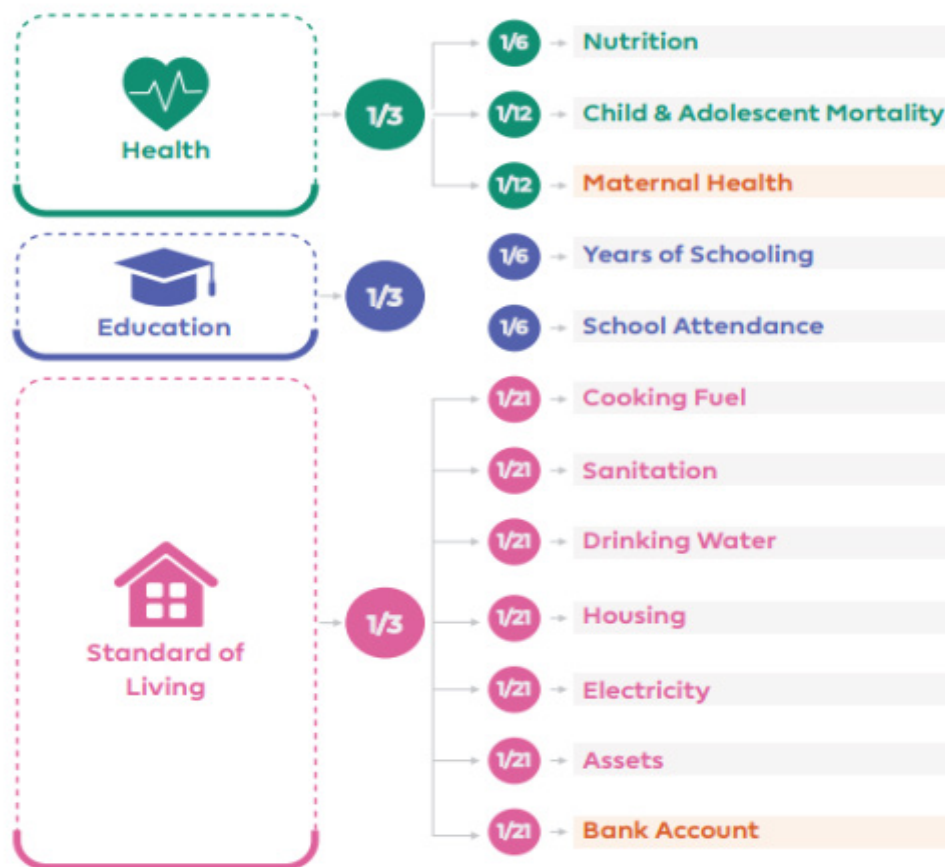 Health
1/3
1/6 Nutrition
1/12 Child & Adolescent Mortality
1/12 Maternal Health
Education
1/3
1/6 Years of Schooling
1/6 School Attendance
Standard of
Living
1/3
1/21 Cooking Fuel
1/21 Sanitation
1/21 Drinking Water
1/21 Housing
1/21 Electricity
1/21 Assets
1/21 Bank Account